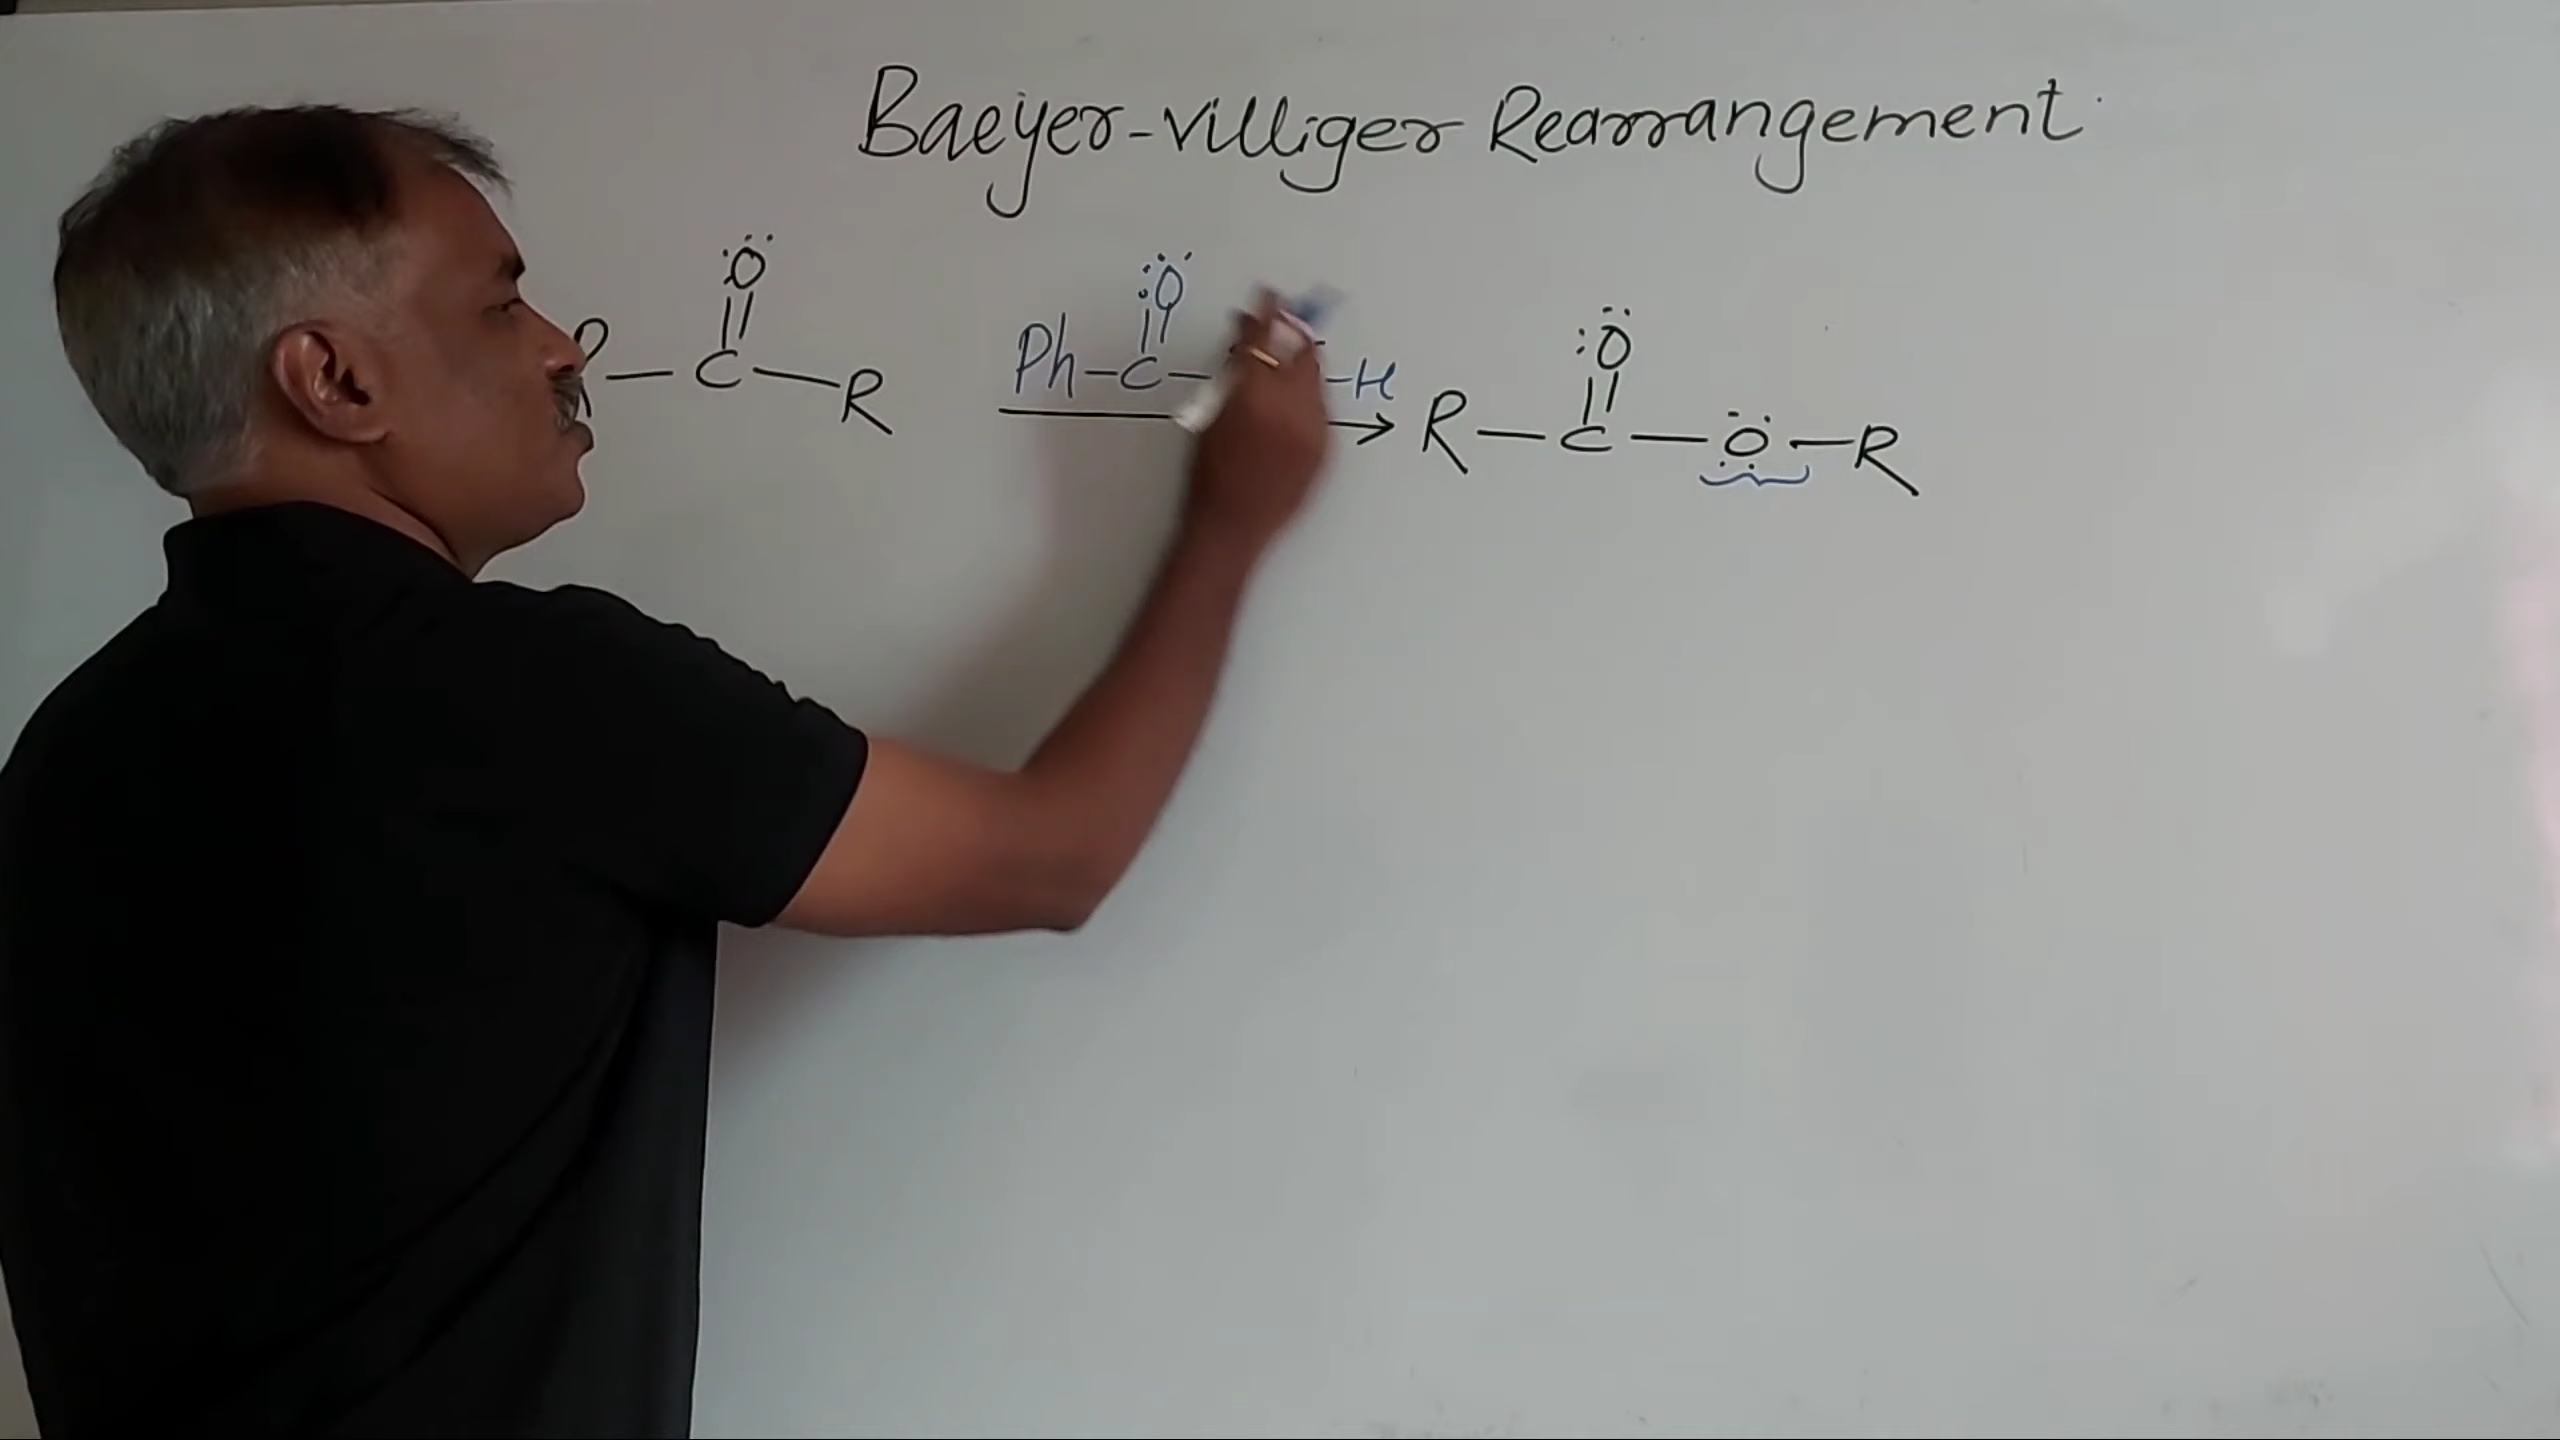 Baeyer-Villiger Rearrangement
:O: :O: :O:
|| || ||
R—C—R Ph—C— —H → R—C—O—R